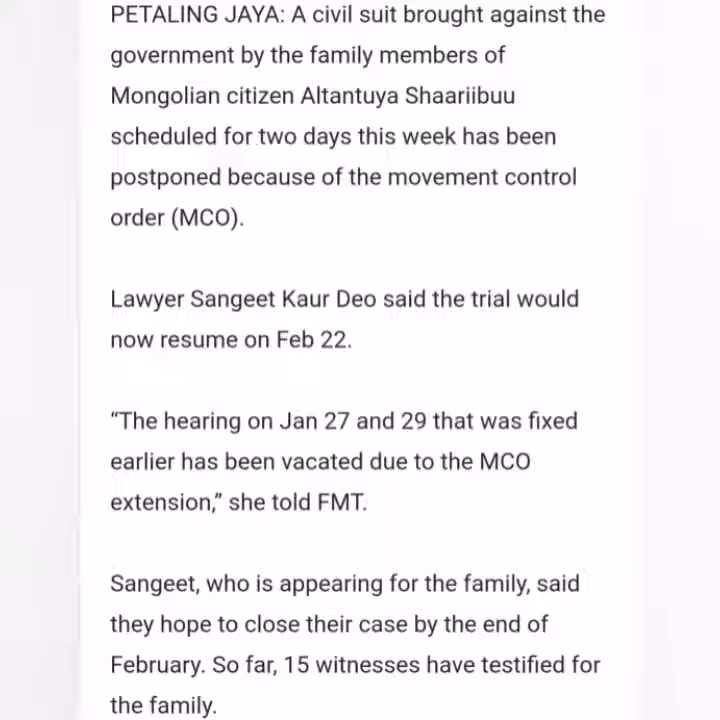 PETALING JAYA: A civil suit brought against the
government by the family members of
Mongolian citizen Altantuya Shaariibuu
scheduled for two days this week has been
postponed because of the movement control
order (MCO).
Lawyer Sangeet Kaur Deo said the trial would
now resume on Feb 22.
“The hearing on Jan 27 and 29 that was fixed
earlier has been vacated due to the MCO
extension,” she told FMT.
Sangeet, who is appearing for the family, said
they hope to close their case by the end of
February. So far, 15 witnesses have testified for
the family.